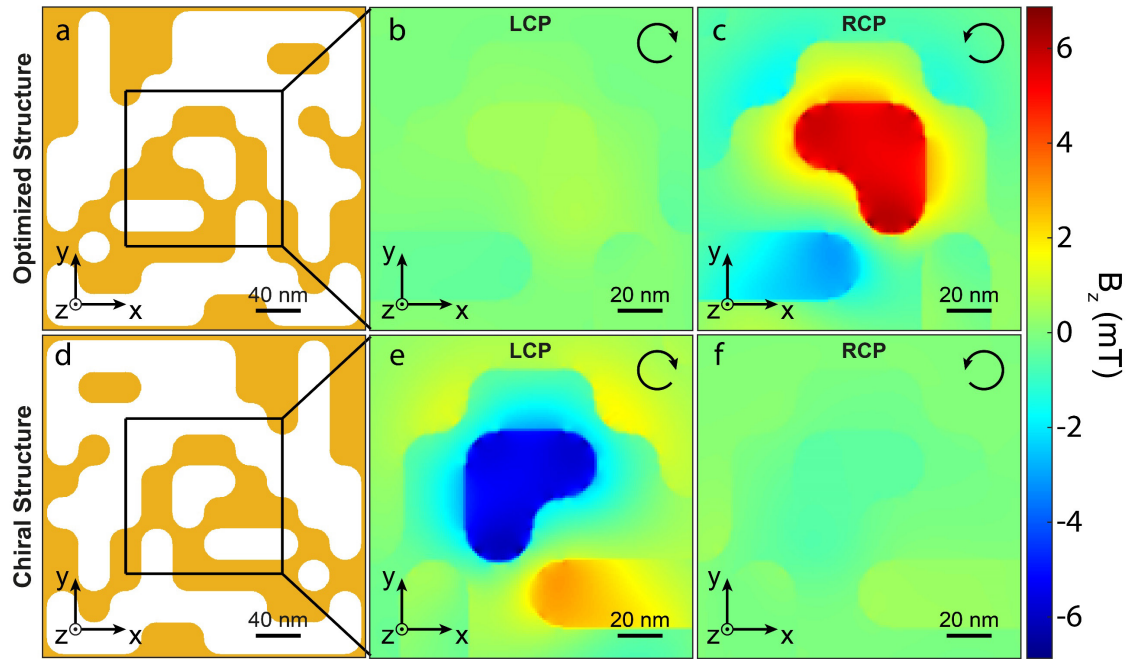 Optimized Structure
a
y
z
x
40 nm
b
LCP
y
z
x
20 nm
c
RCP
y
z
x
20 nm
Chiral Structure
d
y
z
x
40 nm
e
LCP
y
z
x
20 nm
f
RCP
y
z
x
20 nm
6
4
2
0
-2
-4
-6
Bz (mT)